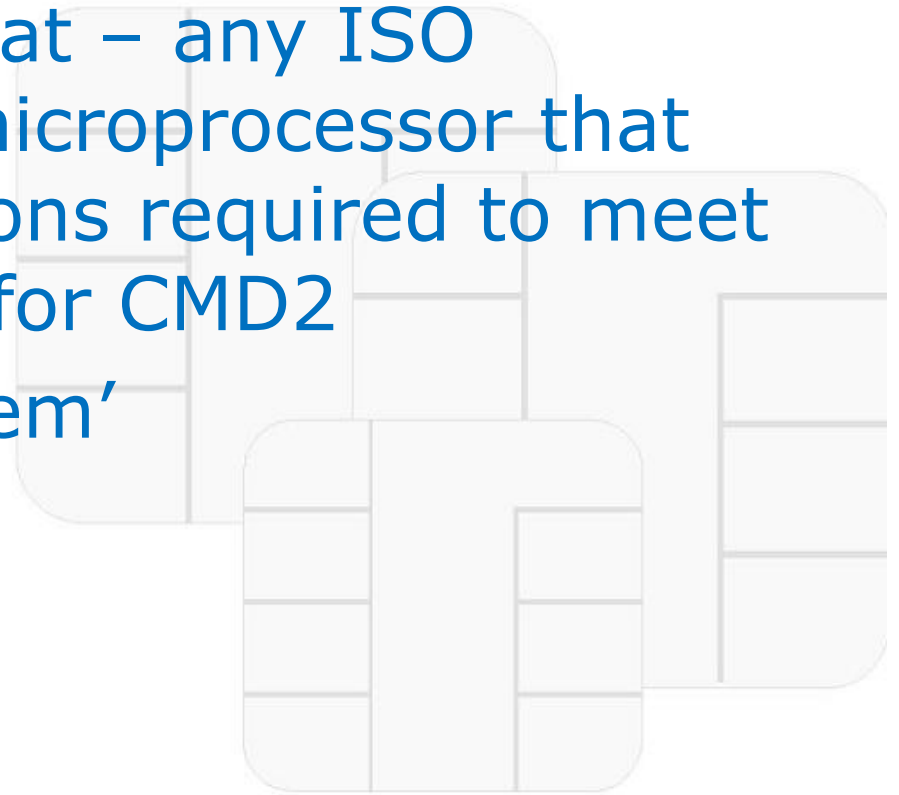 at – any ISO
icroprocessor that
ons required to meet
for CMD2
em’